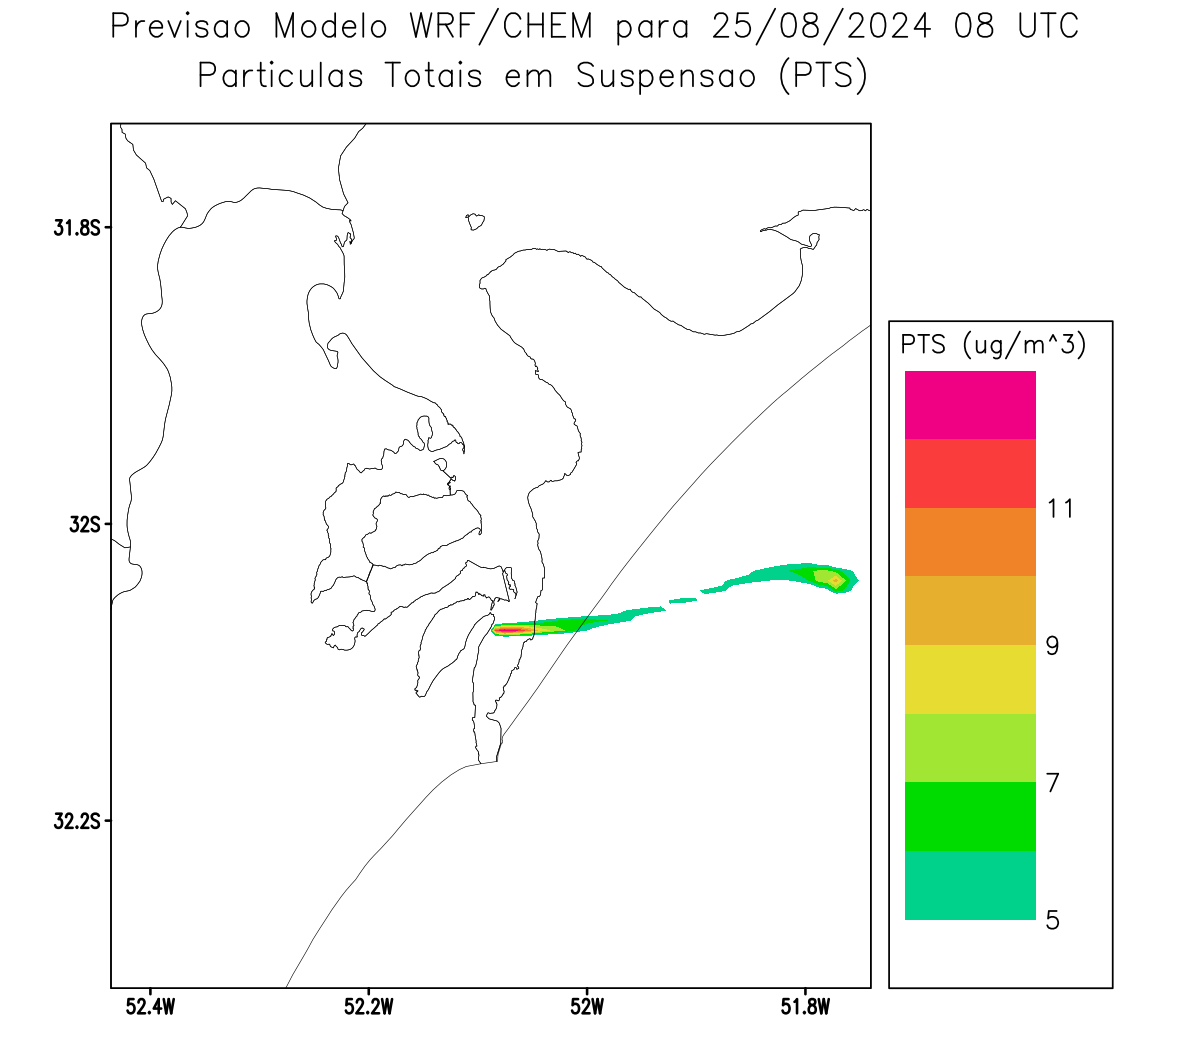 Previsao Modelo WRF/CHEM para 25/08/2024 08 UTC
Particulas Totais em Suspensao (PTS)
31.8S
32S
32.2S
52.4W 52.2W 52W 51.8W
PTS (ug/m^3)
11
9
7
5